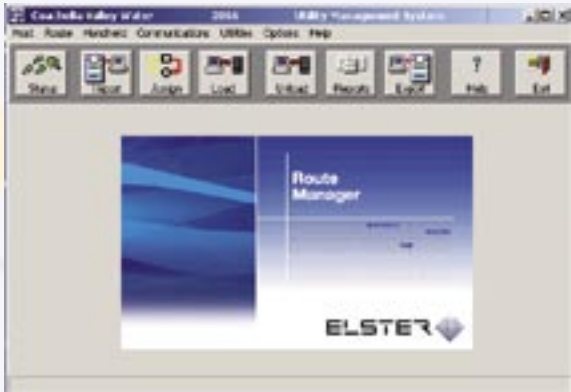 Coachella Valley Water 2066 Utility Management System
Host Route Handheld Communications Utilities Options Help
Status Import Assign Load Unload Reports Export Help Exit
Route
Manager
ELSTER